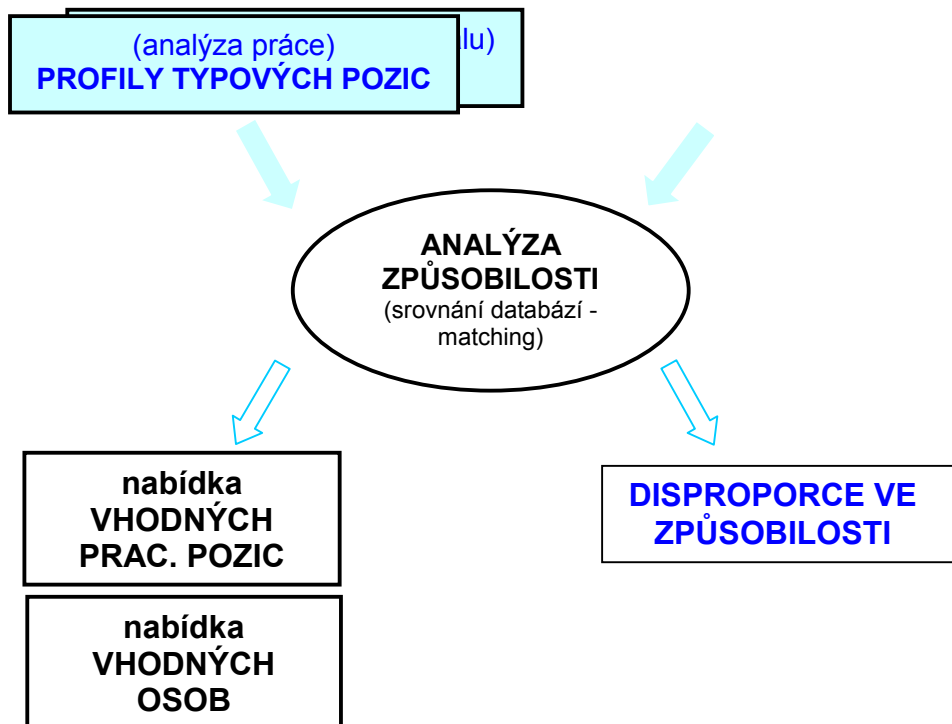 (analýza práce)
álu)
PROFILY TYPOVÝCH POZIC
ANALÝZA
ZPŮSOBILOSTI
(srovnání databází -
matching)
nabídka
VHODNÝCH
PRAC. POZIC
DISPROPORCE VE
ZPŮSOBILOSTI
nabídka
VHODNÝCH
OSOB